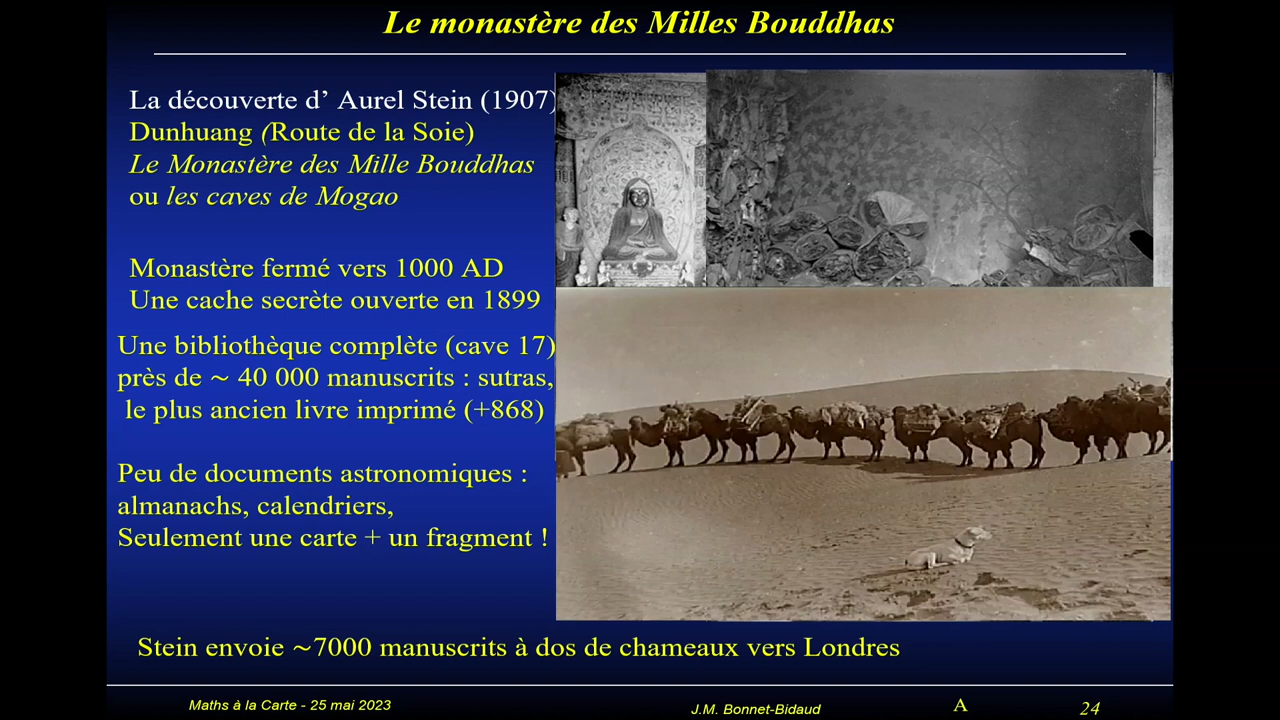 Le monastère des Milles Bouddhas
La découverte d’ Aurel Stein (1907)
Dunhuang (Route de la Soie)
Le Monastère des Mille Bouddhas
ou les caves de Mogao
Monastère fermé vers 1000 AD
Une cache secrète ouverte en 1899
Une bibliothèque complète (cave 17)
près de ~ 40 000 manuscrits : sutras,
le plus ancien livre imprimé (+868)
Peu de documents astronomiques :
almanachs, calendriers,
Seulement une carte + un fragment !
Stein envoie ~7000 manuscrits à dos de chameaux vers Londres
Maths à la Carte - 25 mai 2023
J.M. Bonnet-Bidaud
A
24